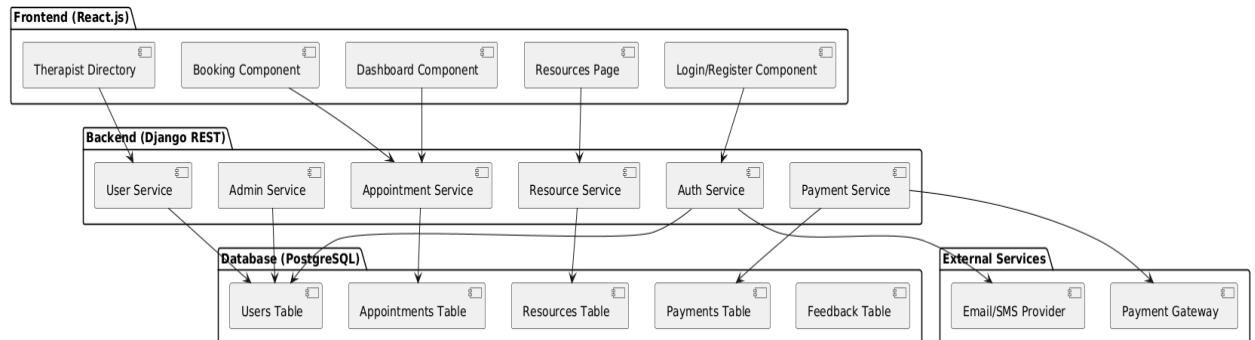 Frontend (React.js)
Therapist Directory
Booking Component
Dashboard Component
Resources Page
Login/Register Component
Backend (Django REST)
User Service
Admin Service
Appointment Service
Resource Service
Auth Service
Payment Service
Database (PostgreSQL)
External Services
Users Table
Appointments Table
Resources Table
Payments Table
Feedback Table
Email/SMS Provider
Payment Gateway